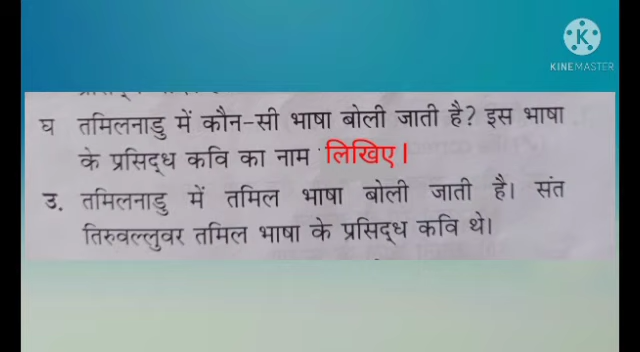 KINEMASTER
घ तमिलनाडु में कौन-सी भाषा बोली जाती है? इस भाषा
के प्रसिद्ध कवि का नाम लिखिए।
उ. तमिलनाडु में तमिल भाषा बोली जाती है। संत
तिरुवल्लुवर तमिल भाषा के प्रसिद्ध कवि थे।